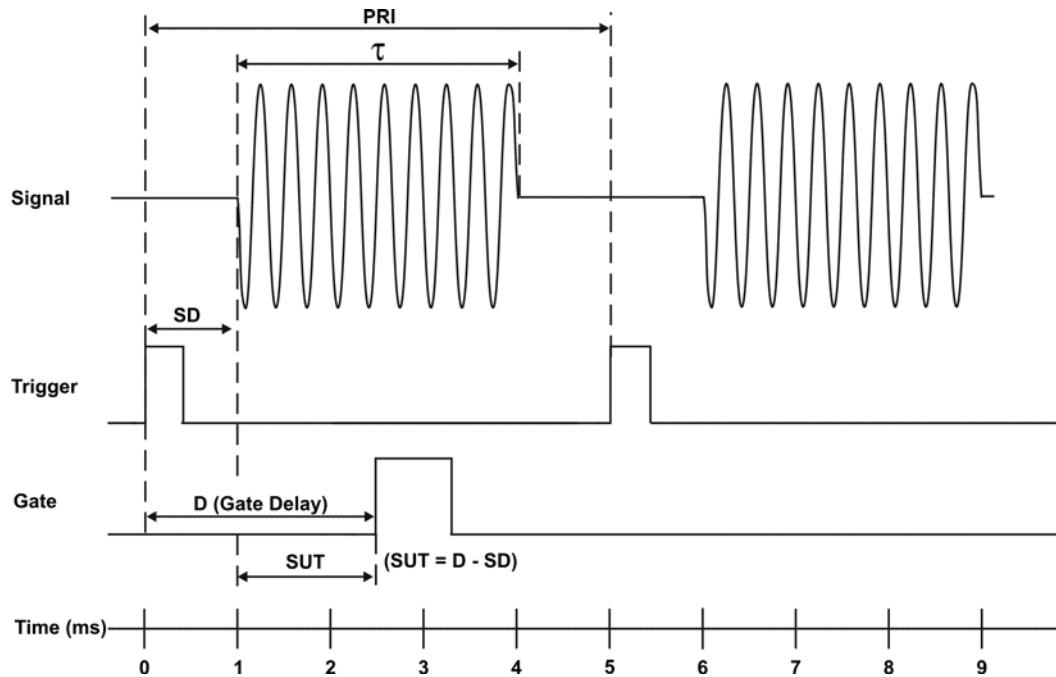 PRI
τ
Signal
SD
Trigger
Gate
D (Gate Delay)
SUT
(SUT = D - SD)
Time (ms)
0 1 2 3 4 5 6 7 8 9